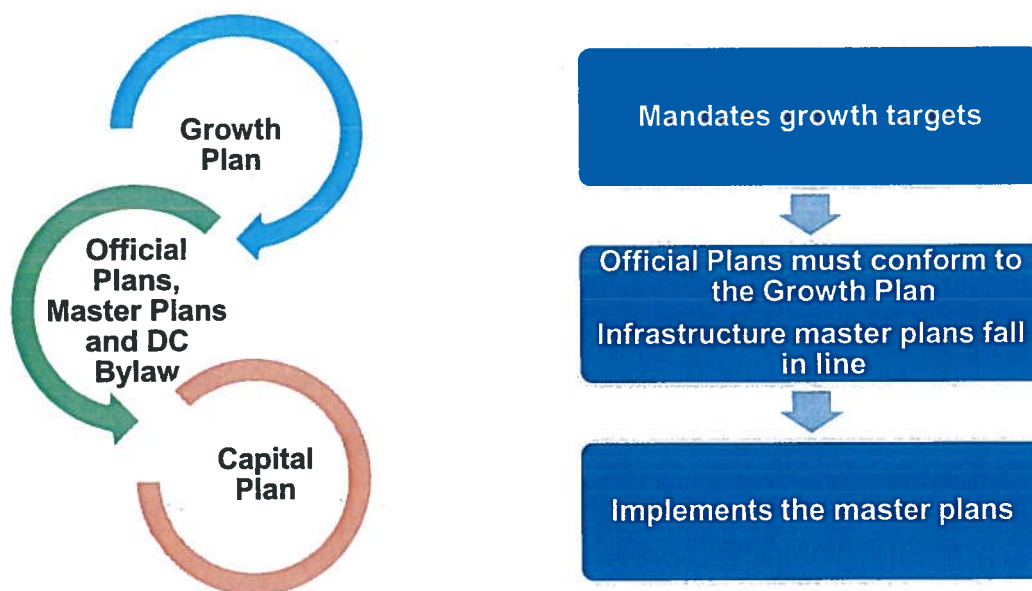 Growth
Plan
Official
Plans,
Master Plans
and DC
Bylaw
Capital
Plan
Mandates growth targets
Official Plans must conform to
the Growth Plan
Infrastructure master plans fall
in line
Implements the master plans